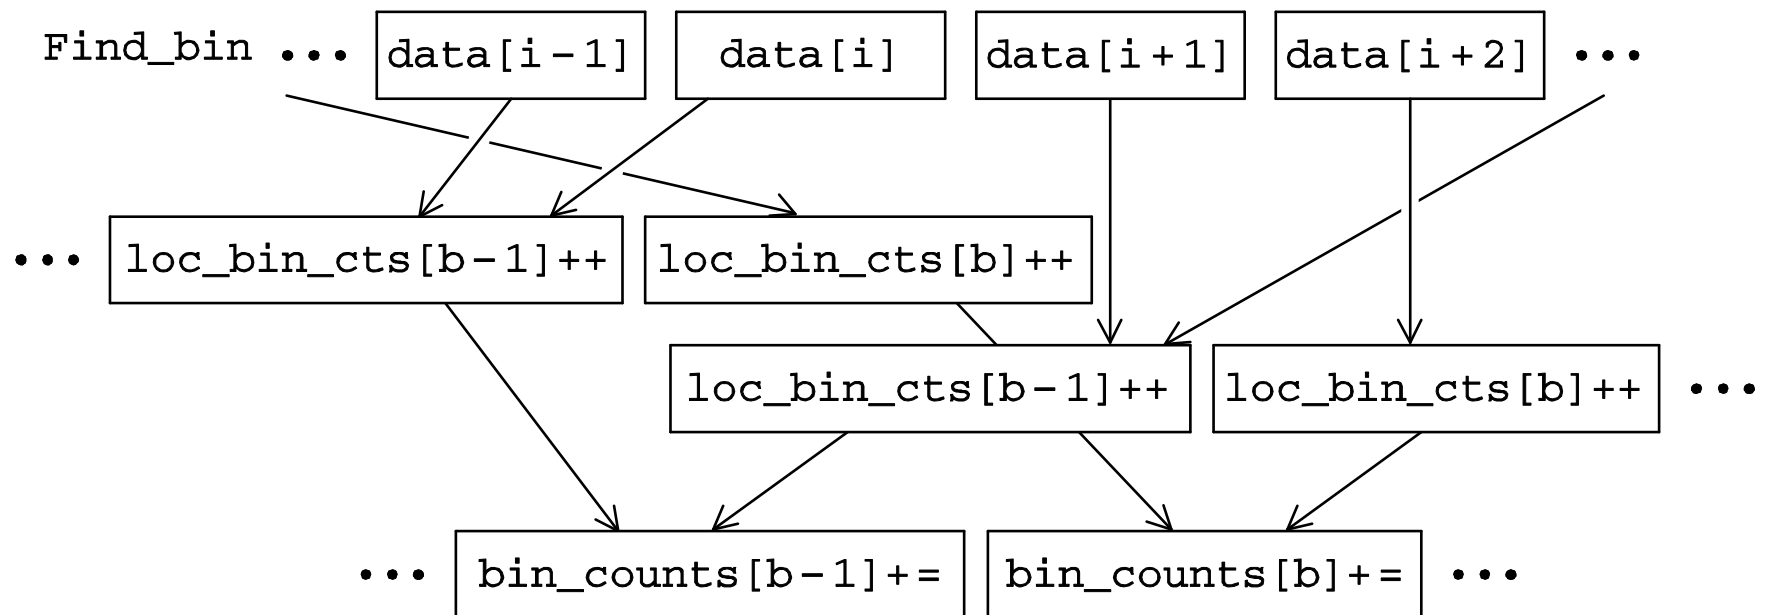 Find_bin ••• data[i-1] data[i] data[i+1] data[i+2] •••
••• loc_bin_cts[b-1]++ loc_bin_cts[b]++
loc_bin_cts[b-1]++ loc_bin_cts[b]++ •••
••• bin_counts[b-1]+= bin_counts[b]+= •••